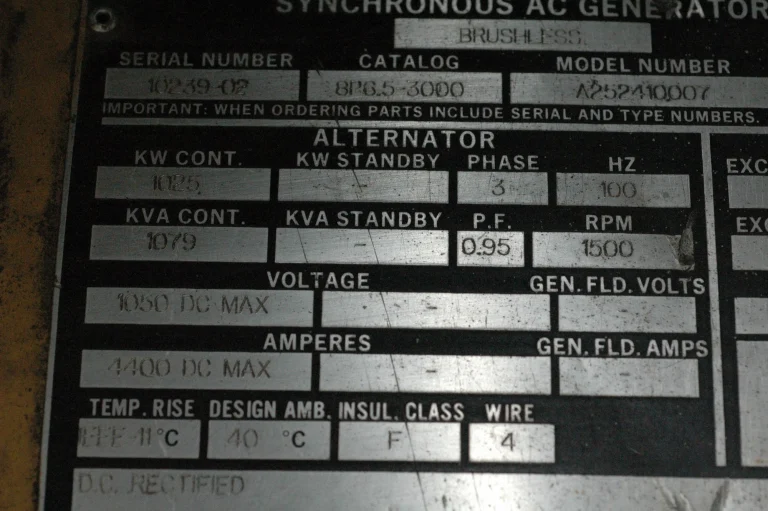 SYNCHRONOUS AC GENERATOR
BRUSHLESS
SERIAL NUMBER CATALOG MODEL NUMBER
10239-02 8P6.5-3000 A252410007
IMPORTANT: WHEN ORDERING PARTS INCLUDE SERIAL AND TYPE NUMBERS.
ALTERNATOR
KW CONT. KW STANDBY PHASE HZ EXC
1025 - 3 100
KVA CONT. KVA STANDBY P.F. RPM EXC
1079 - 0.95 1500
VOLTAGE GEN. FLD. VOLTS
1050 DC MAX - -
AMPERES GEN. FLD. AMPS
4400 DC MAX - -
TEMP. RISE DESIGN AMB. INSUL. CLASS WIRE
°C 40 °C F 4
D.C. RECTIFIED